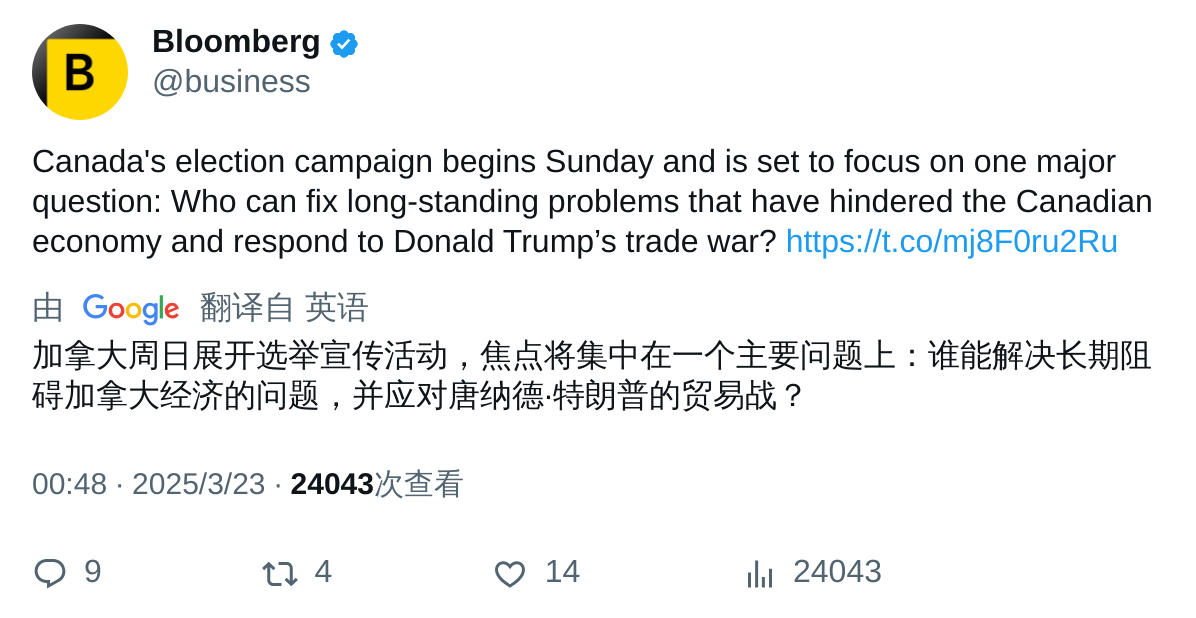 B
Bloomberg
@business
Canada's election campaign begins Sunday and is set to focus on one major
question: Who can fix long-standing problems that have hindered the Canadian
economy and respond to Donald Trump’s trade war? https://t.co/mj8F0ru2Ru
由 Google 翻译自 英语
加拿大周日展开选举宣传活动，焦点将集中在一个主要问题上：谁能解决长期阻
碍加拿大经济的问题，并应对唐纳德·特朗普的贸易战？
00:48 · 2025/3/23 · 24043次查看
9 4 14 24043